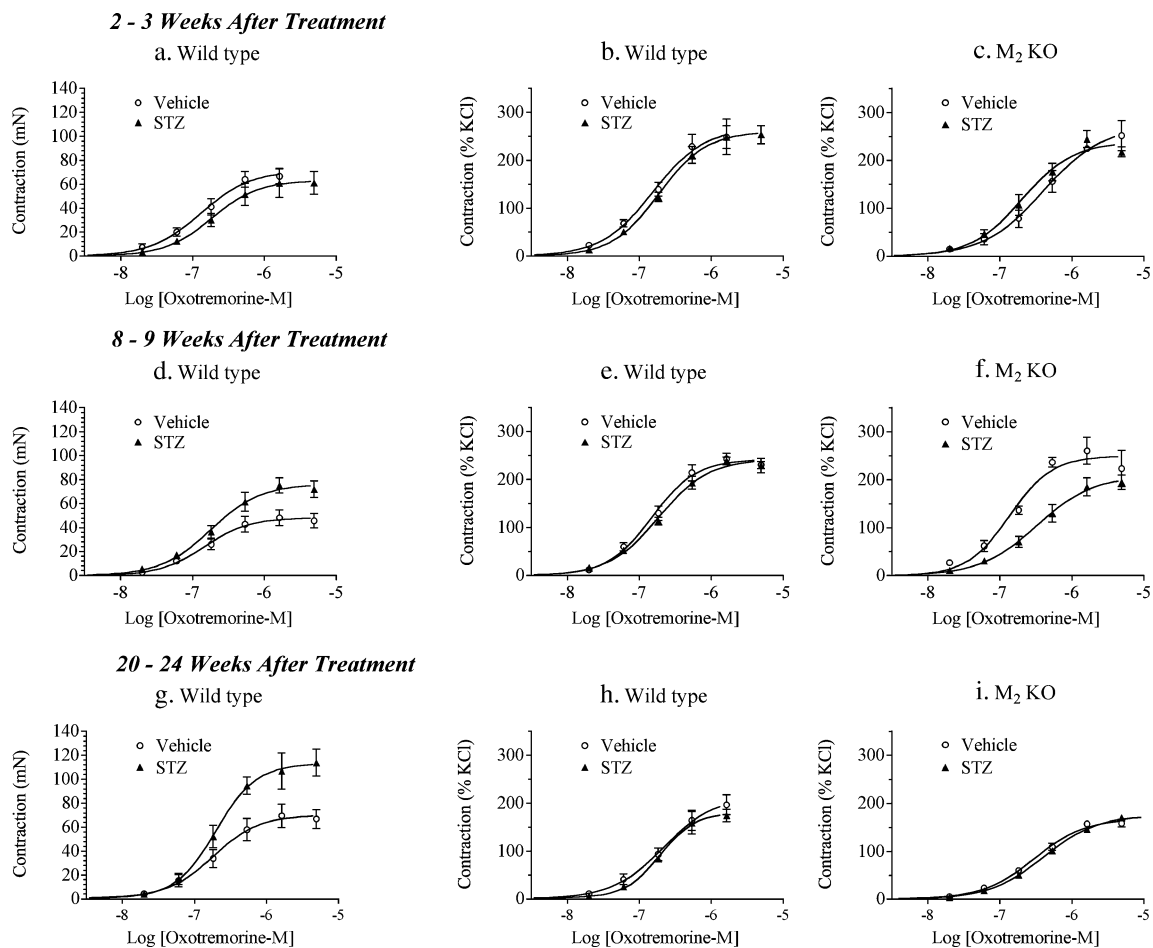 2 - 3 Weeks After Treatment
a. Wild type
b. Wild type
c. M₂ KO
Contraction (mN)
140
120
100
80
60
40
20
0
Vehicle
STZ
-8
-7
-6
-5
Log [Oxotremorine-M]
Contraction (% KCl)
300
200
100
0
Vehicle
STZ
-8
-7
-6
-5
Log [Oxotremorine-M]
Contraction (% KCl)
300
200
100
0
Vehicle
STZ
-8
-7
-6
-5
Log [Oxotremorine-M]
8 - 9 Weeks After Treatment
d. Wild type
e. Wild type
f. M₂ KO
Contraction (mN)
140
120
100
80
60
40
20
0
Vehicle
STZ
-8
-7
-6
-5
Log [Oxotremorine-M]
Contraction (% KCl)
300
200
100
0
Vehicle
STZ
-8
-7
-6
-5
Log [Oxotremorine-M]
Contraction (% KCl)
300
200
100
0
Vehicle
STZ
-8
-7
-6
-5
Log [Oxotremorine-M]
20 - 24 Weeks After Treatment
g. Wild type
h. Wild type
i. M₂ KO
Contraction (mN)
140
120
100
80
60
40
20
0
Vehicle
STZ
-8
-7
-6
-5
Log [Oxotremorine-M]
Contraction (% KCl)
300
200
100
0
Vehicle
STZ
-8
-7
-6
-5
Log [Oxotremorine-M]
Contraction (% KCl)
300
200
100
0
Vehicle
STZ
-8
-7
-6
-5
Log [Oxotremorine-M]